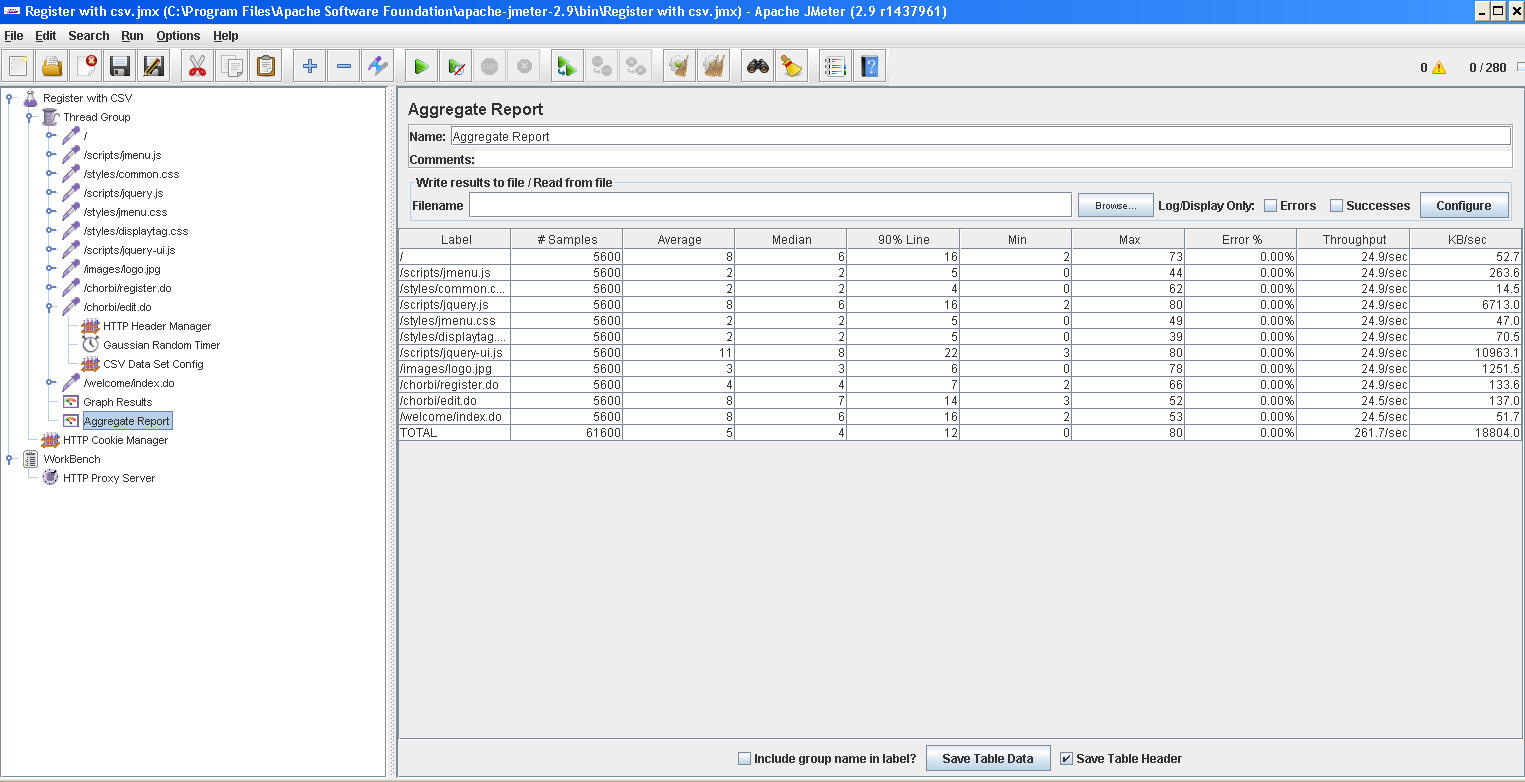 Register with csv.jmx (C:\Program Files\Apache Software Foundation\apache-jmeter-2.9\bin\Register with csv.jmx) - Apache JMeter (2.9 r1437961)
File Edit Search Run Options Help
0 0 / 280
Register with CSV
Thread Group
/
/scripts/jmenu.js
/styles/common.css
/scripts/jquery.js
/styles/jmenu.css
/styles/displaytag.css
/scripts/jquery-ui.js
/images/logo.jpg
/chorbi/register.do
/chorbi/edit.do
HTTP Header Manager
Gaussian Random Timer
CSV Data Set Config
/welcome/index.do
Graph Results
Aggregate Report
HTTP Cookie Manager
WorkBench
HTTP Proxy Server
Aggregate Report
Name: Aggregate Report
Comments:
Write results to file / Read from file
Filename Browse... Log/Display Only: Errors Successes Configure
Label # Samples Average Median 90% Line Min Max Error % Throughput KB/sec
/ 5600 8 6 16 2 73 0.00% 24.9/sec 52.7
/scripts/jmenu.js 5600 2 2 5 0 44 0.00% 24.9/sec 263.6
/styles/common.c... 5600 2 2 4 0 62 0.00% 24.9/sec 14.5
/scripts/jquery.js 5600 8 6 16 2 80 0.00% 24.9/sec 6713.0
/styles/jmenu.css 5600 2 2 5 0 49 0.00% 24.9/sec 47.0
/styles/displaytag.... 5600 2 2 5 0 39 0.00% 24.9/sec 70.5
/scripts/jquery-ui.js 5600 11 8 22 3 80 0.00% 24.9/sec 10963.1
/images/logo.jpg 5600 3 3 6 0 78 0.00% 24.9/sec 1251.5
/chorbi/register.do 5600 4 4 7 2 66 0.00% 24.9/sec 133.6
/chorbi/edit.do 5600 8 7 14 3 52 0.00% 24.5/sec 137.0
/welcome/index.do 5600 8 6 16 2 53 0.00% 24.5/sec 51.7
TOTAL 61600 5 4 12 0 80 0.00% 261.7/sec 18804.0
Include group name in label? Save Table Data Save Table Header